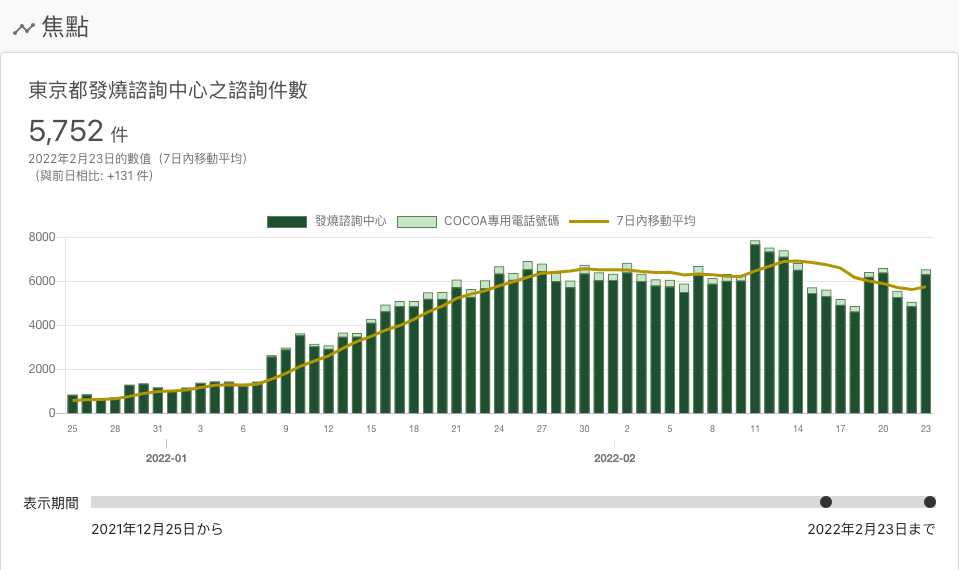 焦點
東京都發燒諮詢中心之諮詢件數
5,752 件
2022年2月23日的數值（7日內移動平均）
（與前日相比: +131 件）
發燒諮詢中心 COCOA專用電話號碼 7日內移動平均
8000
6000
4000
2000
0
25 28 31 3 6 9 12 15 18 21 24 27 30 2 5 8 11 14 17 20 23
2022-01 2022-02
表示期間
2021年12月25日から 2022年2月23日まで